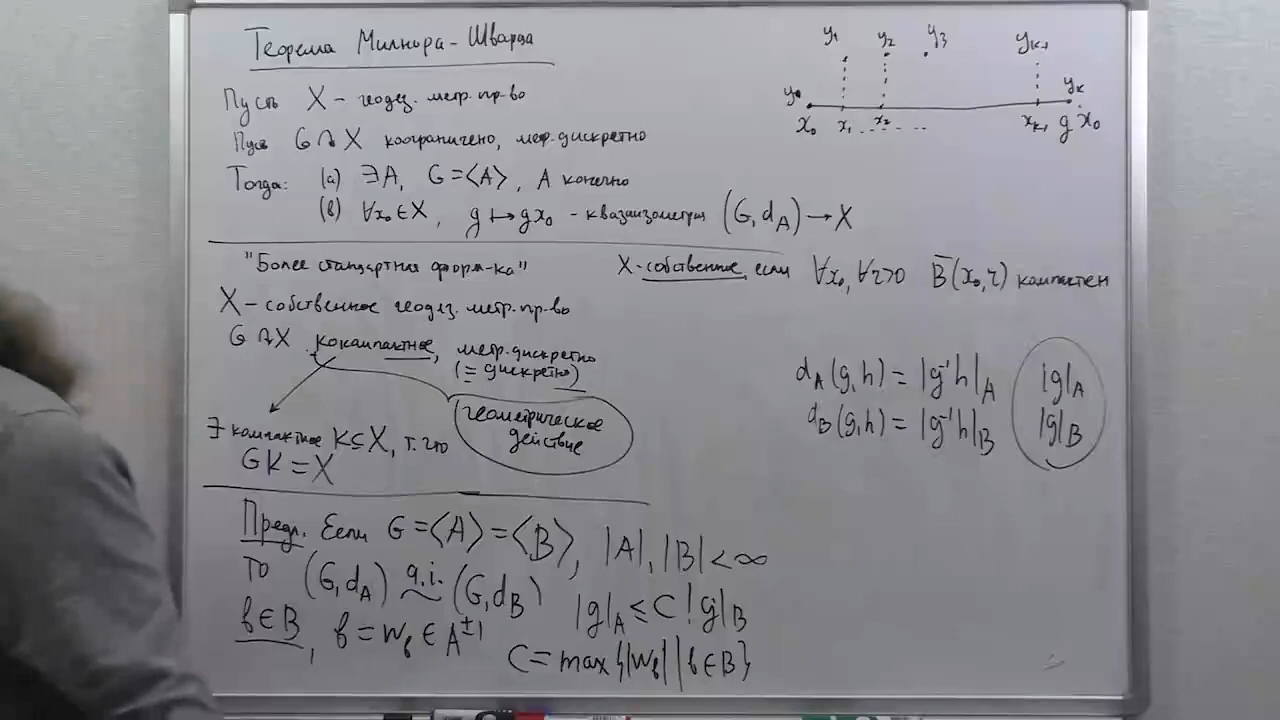 Теорема Милнора-Шварца
Пусть X - геодез. метр. пр-во
Пусть G ↷ X коограничено, метр. дискретно
Тогда: (a) ∃A, G = ⟨A⟩, A конечно
(b) ∀x₀ ∈ X, g ↦ gx₀ - квазиизометрия (G, d_A) → X
y₀ y₁ y₂ y₃ y_{k-1} y_k
x₀ x₁ x₂ x_{k-1} g x₀
"Более стандартная форм-ка"
X - собственное, если ∀x₀, ∀r>0 B̅(x₀, r) компактен
X - собственное геодез. метр. пр-во
G ↷ X кокомпактное, метр. дискретно
(≡ дискретно)
геометрическое
действие
∃ компактное K ⊆ X, т. что
GK = X
d_A(g,h) = |g⁻¹h|_A |g|_A
d_B(g,h) = |g⁻¹h|_B |g|_B
Предл. Если G = ⟨A⟩ = ⟨B⟩, |A|, |B| < ∞
то (G, d_A) q.i. ~ (G, d_B) |g|_A ≤ C |g|_B
b ∈ B, b = w_b ∈ A^{±1}
C = max {|w_b| | b ∈ B}